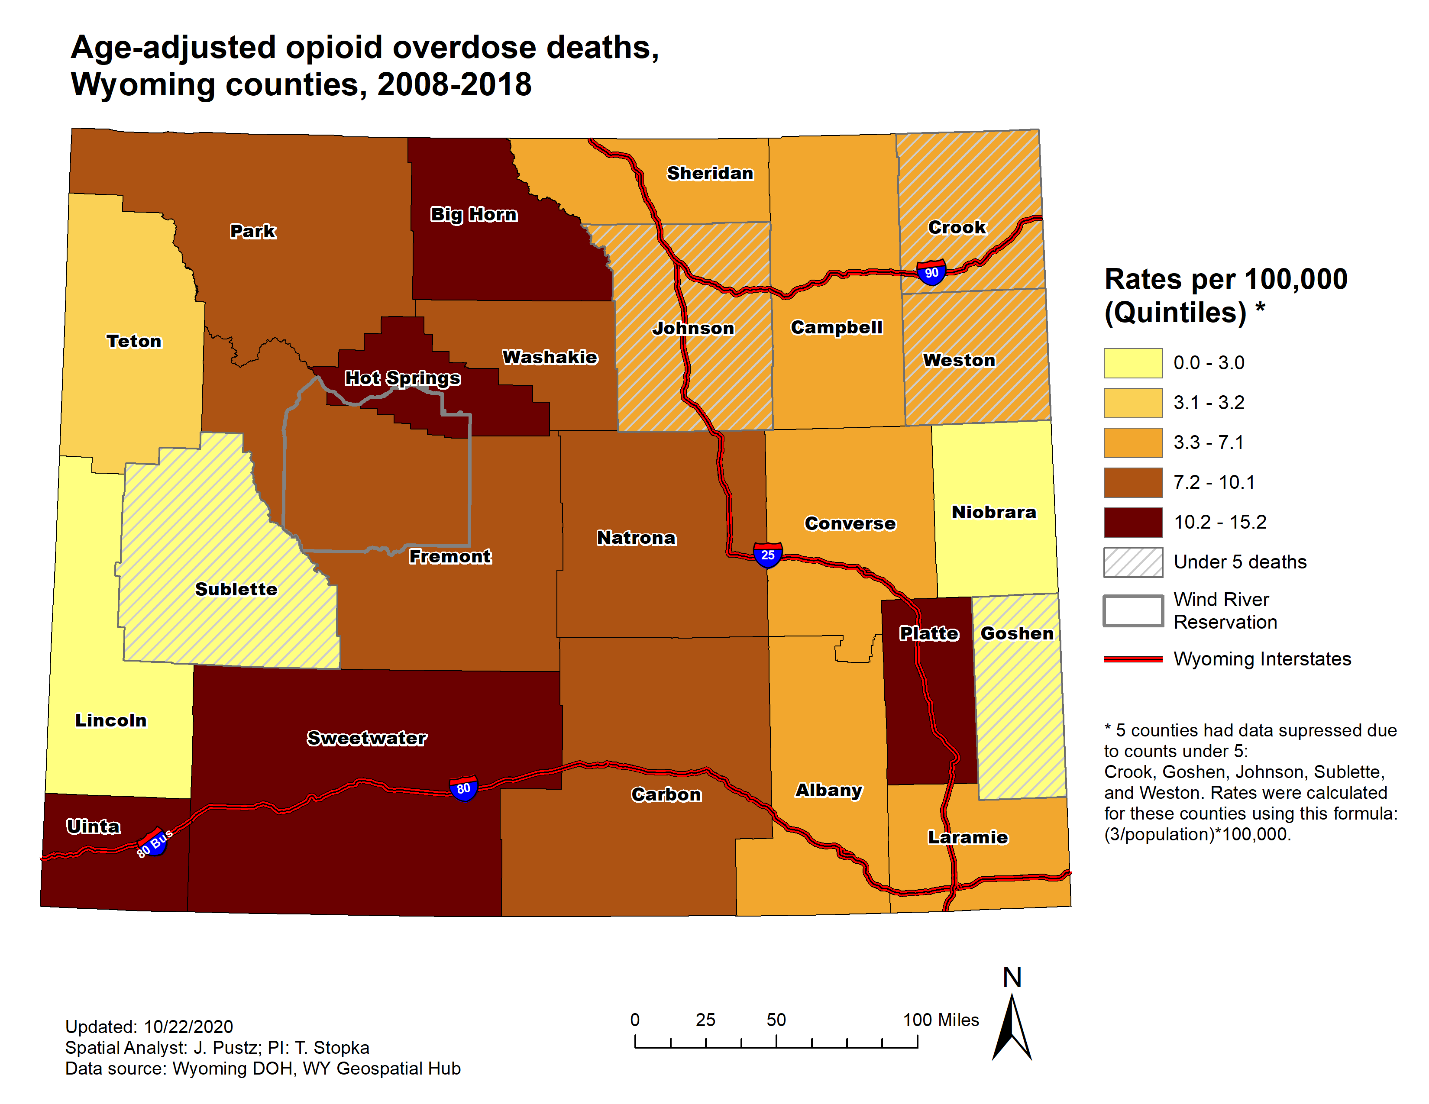 Age-adjusted opioid overdose deaths,
Wyoming counties, 2008-2018
Sheridan
Big Horn
Park
Crook
90
Teton
Johnson
Campbell
Washakie
Weston
Hot Springs
Niobrara
Converse
Natrona
25
Fremont
Sublette
Platte
Goshen
Lincoln
Sweetwater
80
Carbon
Albany
Uinta
80 Bus
Laramie
Rates per 100,000
(Quintiles) *
0.0 - 3.0
3.1 - 3.2
3.3 - 7.1
7.2 - 10.1
10.2 - 15.2
Under 5 deaths
Wind River
Reservation
Wyoming Interstates
* 5 counties had data supressed due
to counts under 5:
Crook, Goshen, Johnson, Sublette,
and Weston. Rates were calculated
for these counties using this formula:
(3/population)*100,000.
N
0 25 50 100 Miles
Updated: 10/22/2020
Spatial Analyst: J. Pustz; PI: T. Stopka
Data source: Wyoming DOH, WY Geospatial Hub